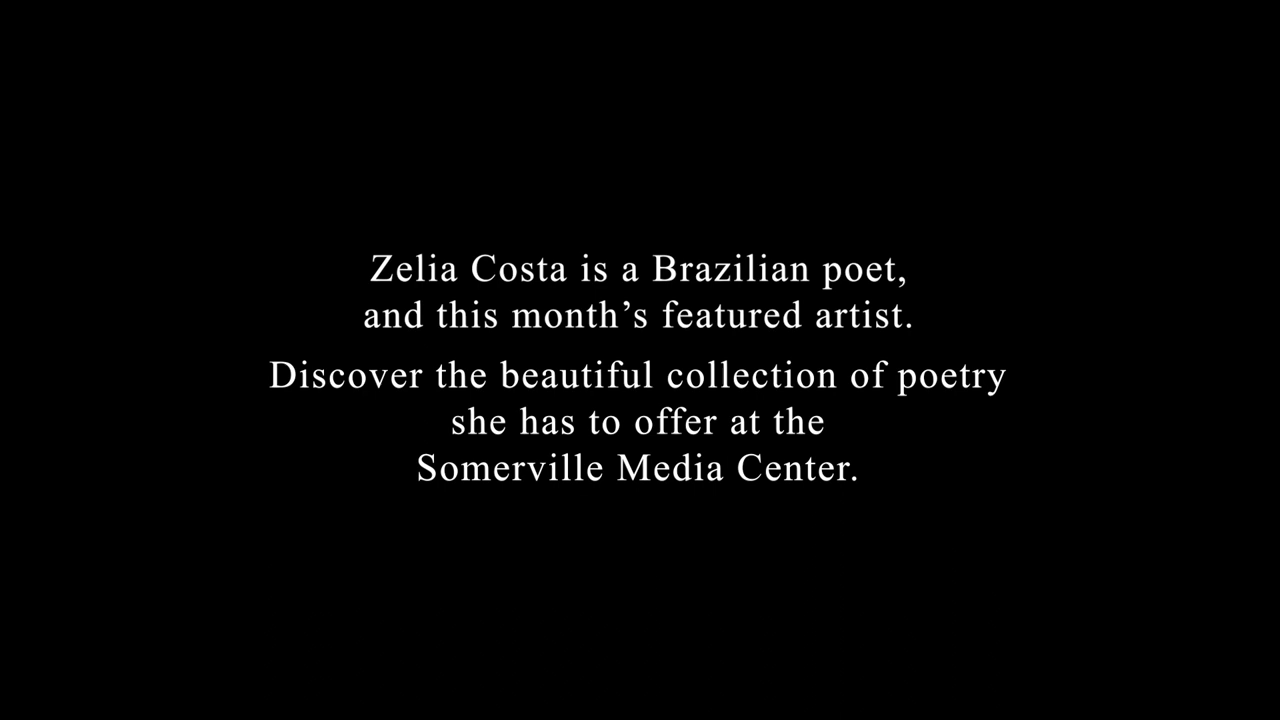 Zelia Costa is a Brazilian poet,
and this month’s featured artist.
Discover the beautiful collection of poetry
she has to offer at the
Somerville Media Center.